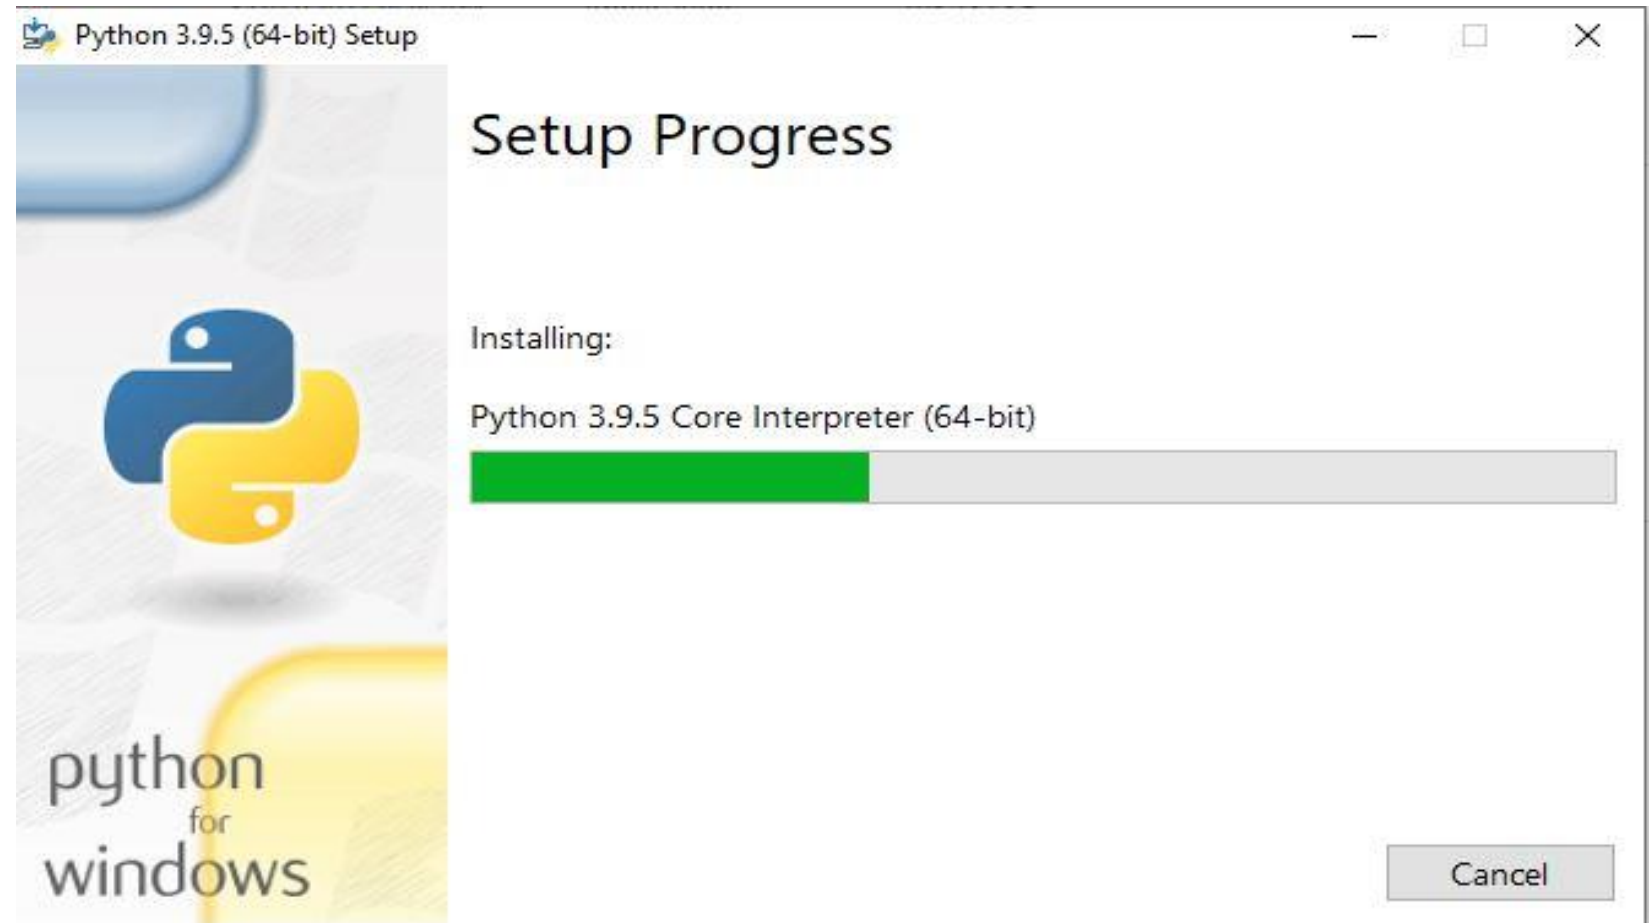 Python 3.9.5 (64-bit) Setup
Setup Progress
Installing:
Python 3.9.5 Core Interpreter (64-bit)
python
for
windows
Cancel